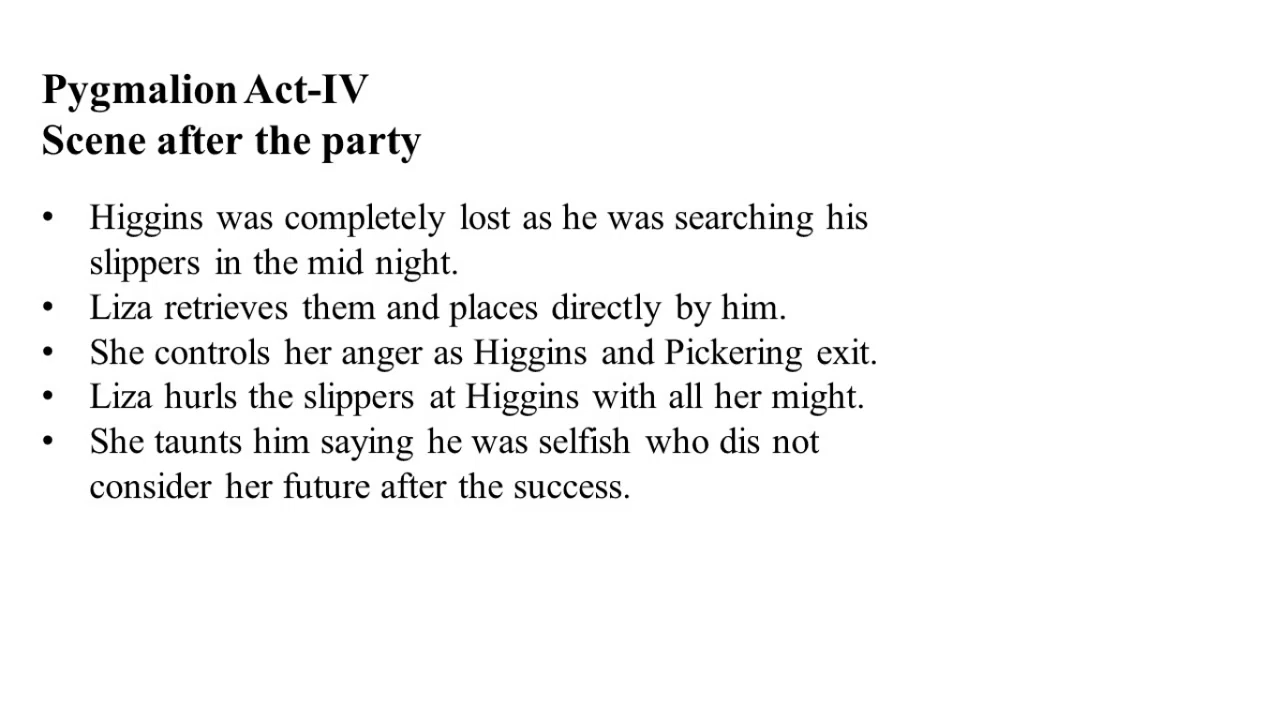 Pygmalion Act-IV
Scene after the party
• Higgins was completely lost as he was searching his
slippers in the mid night.
• Liza retrieves them and places directly by him.
• She controls her anger as Higgins and Pickering exit.
• Liza hurls the slippers at Higgins with all her might.
• She taunts him saying he was selfish who dis not
consider her future after the success.